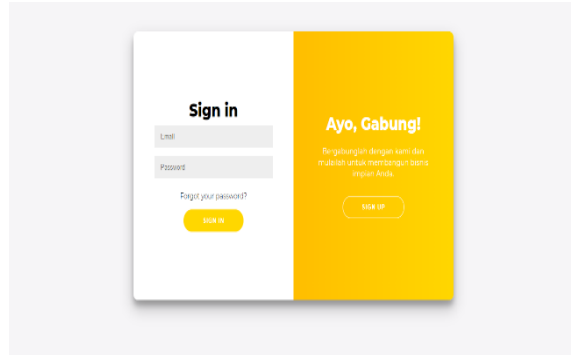 Sign in
Email
Password
Forgot your password?
SIGN IN
Ayo, Gabung!
Bergabunglah dengan kami dan
mulailah untuk membangun bisnis
impian Anda.
SIGN UP